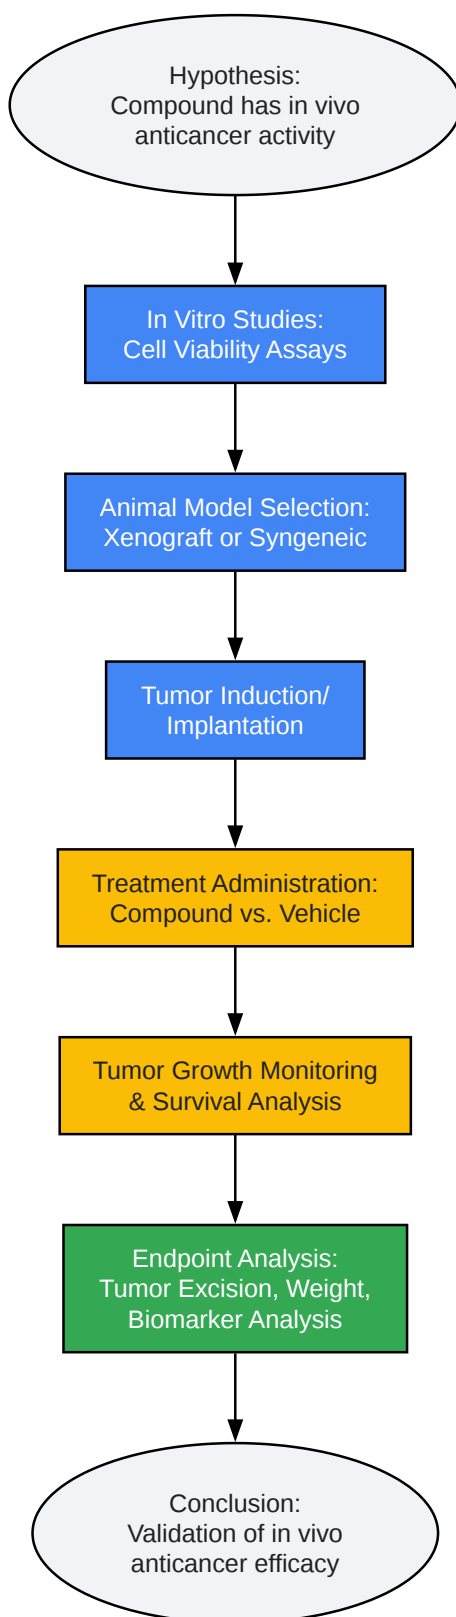 Hypothesis:
Compound has in vivo
anticancer activity
In Vitro Studies:
Cell Viability Assays
Animal Model Selection:
Xenograft or Syngeneic
Tumor Induction/
Implantation
Treatment Administration:
Compound vs. Vehicle
Tumor Growth Monitoring
& Survival Analysis
Endpoint Analysis:
Tumor Excision, Weight,
Biomarker Analysis
Conclusion:
Validation of in vivo
anticancer efficacy